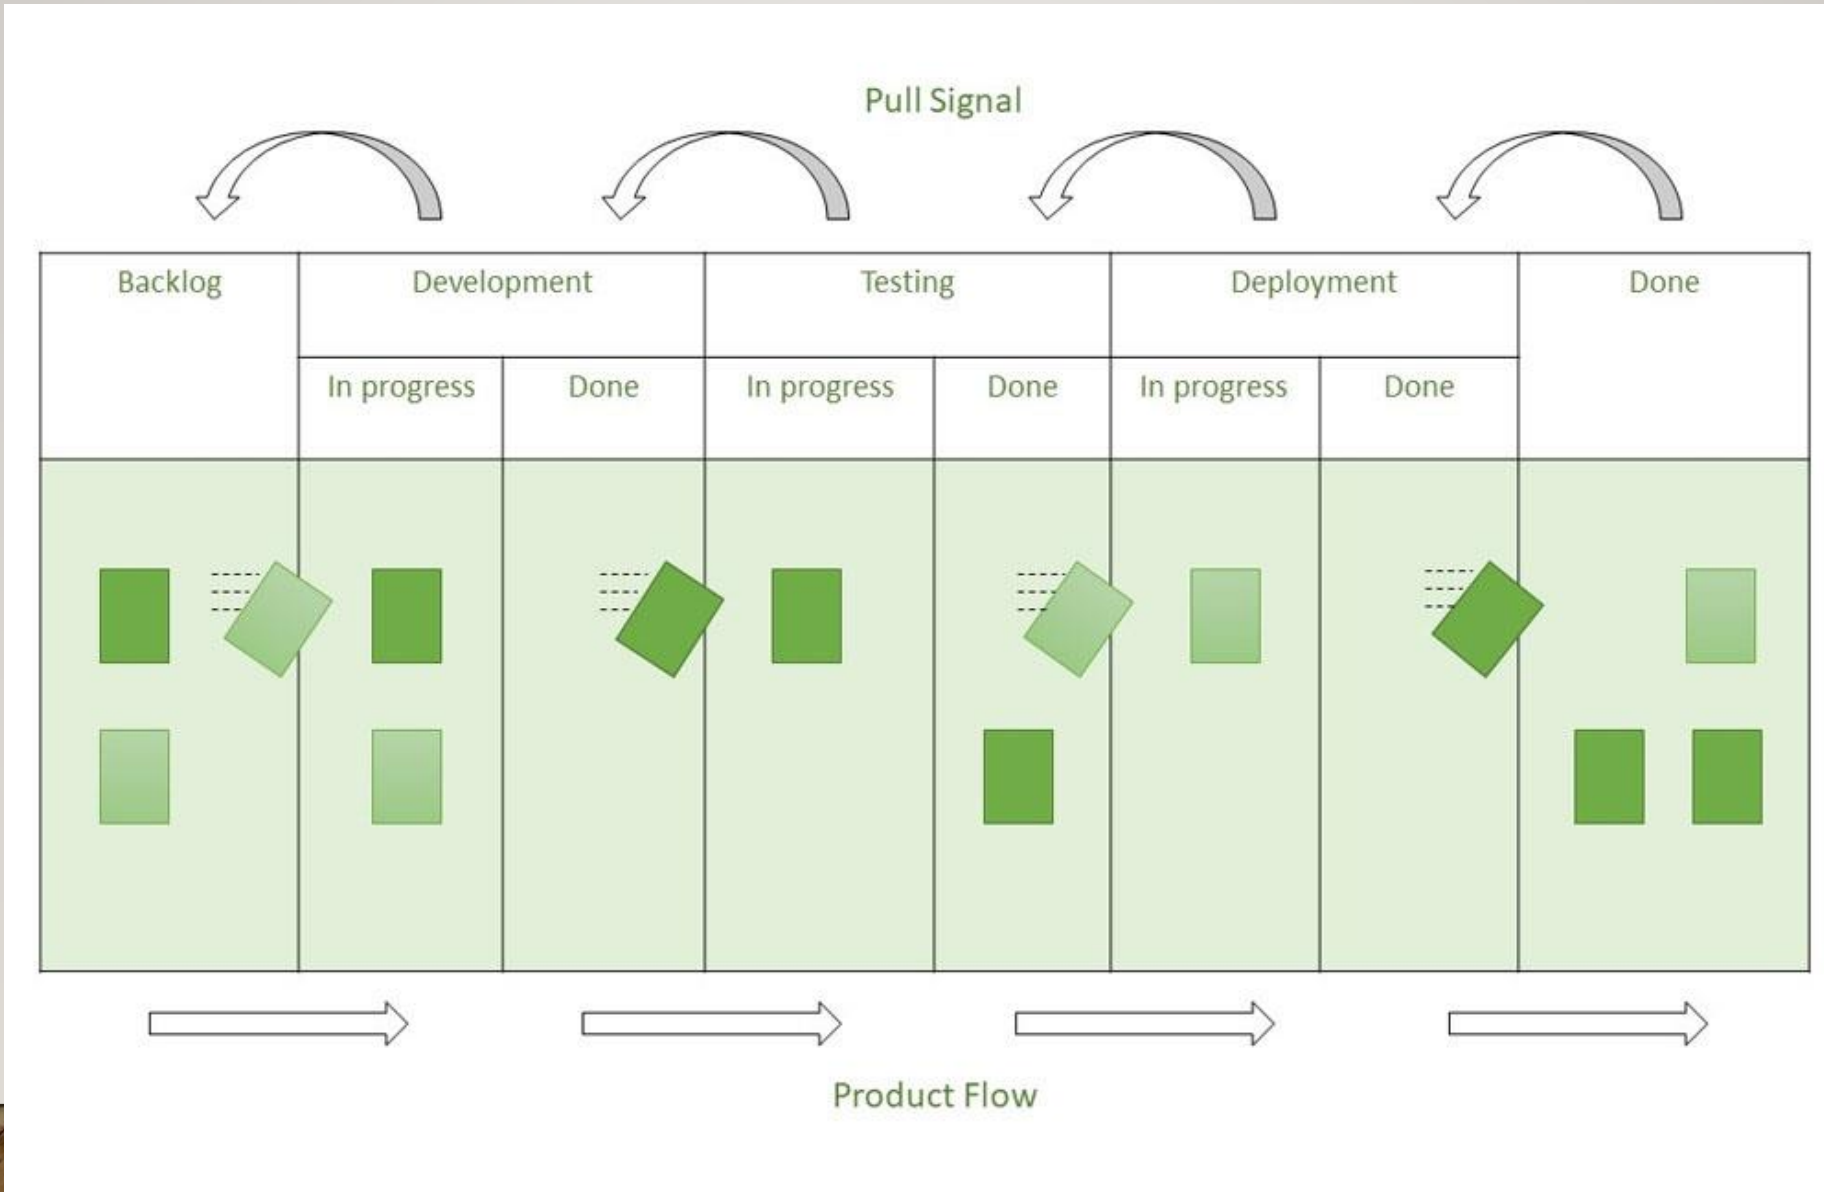 Pull Signal
Backlog
Development
Testing
Deployment
Done
In progress
Done
In progress
Done
In progress
Done
Product Flow